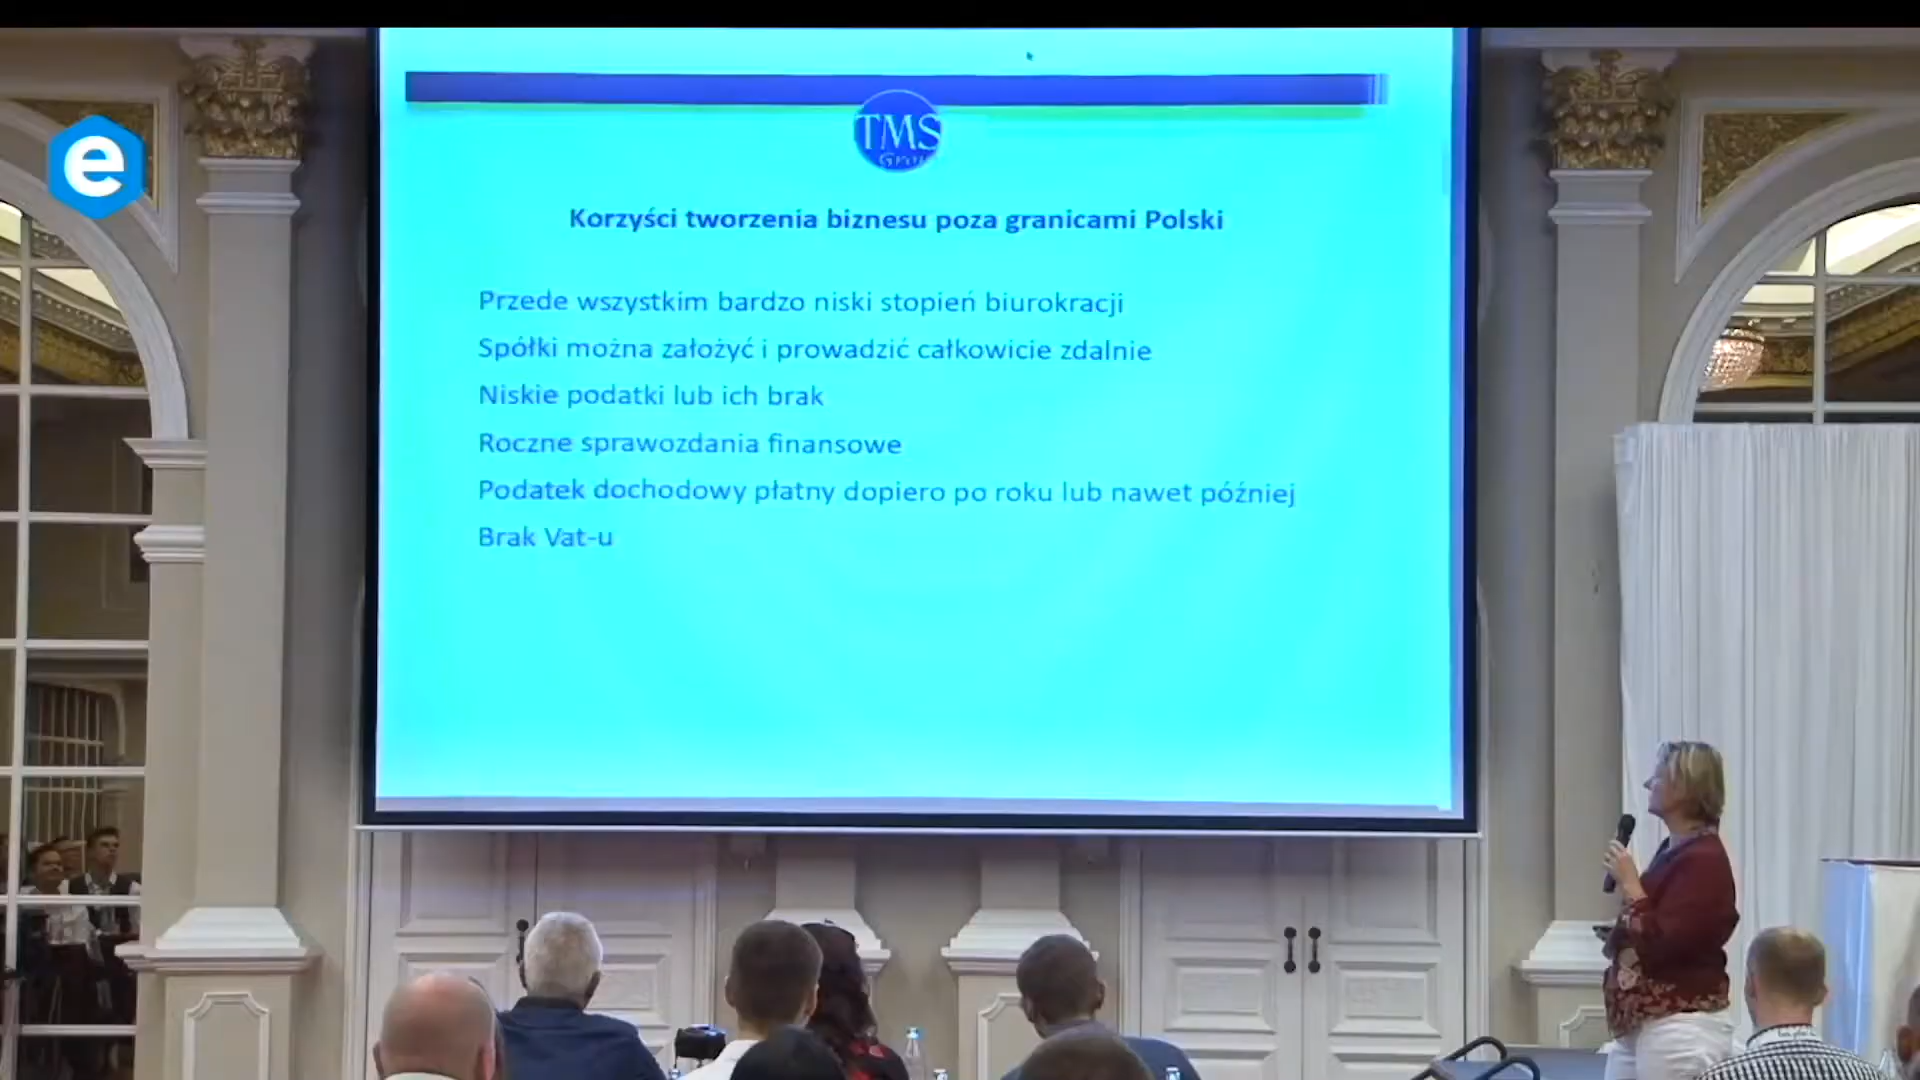 e
TMS
Group
Korzyści tworzenia biznesu poza granicami Polski
Przede wszystkim bardzo niski stopień biurokracji
Spółki można założyć i prowadzić całkowicie zdalnie
Niskie podatki lub ich brak
Roczne sprawozdania finansowe
Podatek dochodowy płatny dopiero po roku lub nawet później
Brak Vat-u